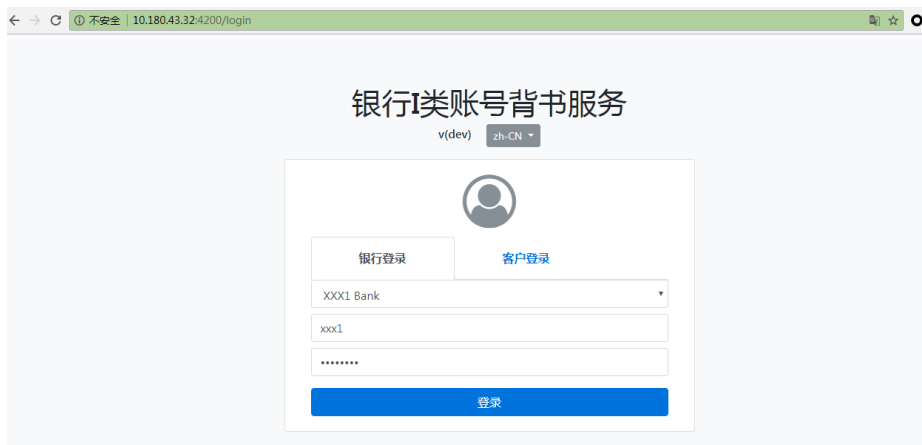 不安全 10.180.43.32:4200/login
银行I类账号背书服务
v(dev) zh-CN
银行登录 客户登录
XXX1 Bank
xxx1
••••••••
登录